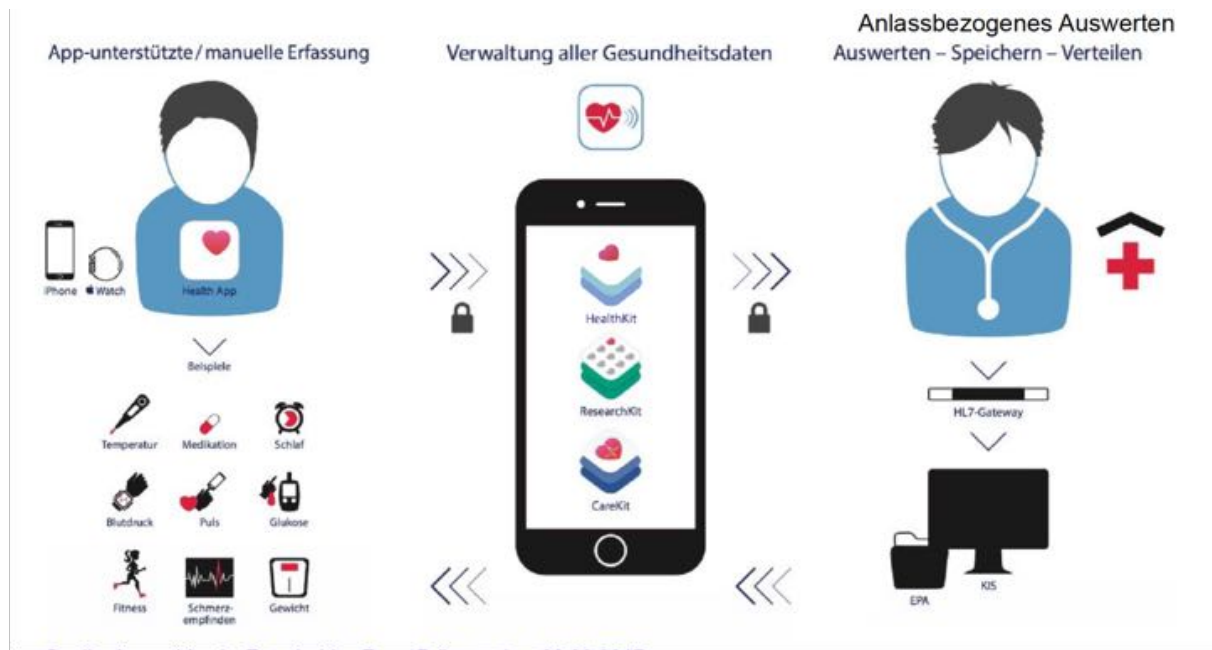 Anlassbezogenes Auswerten
App-unterstützte / manuelle Erfassung
Verwaltung aller Gesundheitsdaten
Auswerten – Speichern – Verteilen
iPhone
Watch
Health App
Beispiele
Temperatur
Medikation
Schlaf
Blutdruck
Puls
Glukose
Fitness
Schmerz-
empfinden
Gewicht
HealthKit
ResearchKit
CareKit
HL7-Gateway
EPA
KIS